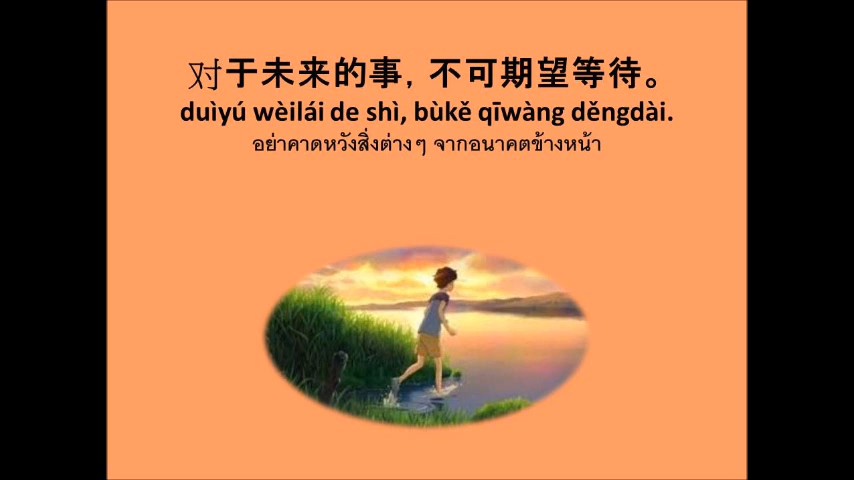 对于未来的事，不可期望等待。
duìyú wèilái de shì, bùkě qīwàng děngdài.
อย่าคาดหวังสิ่งต่างๆ จากอนาคตข้างหน้า